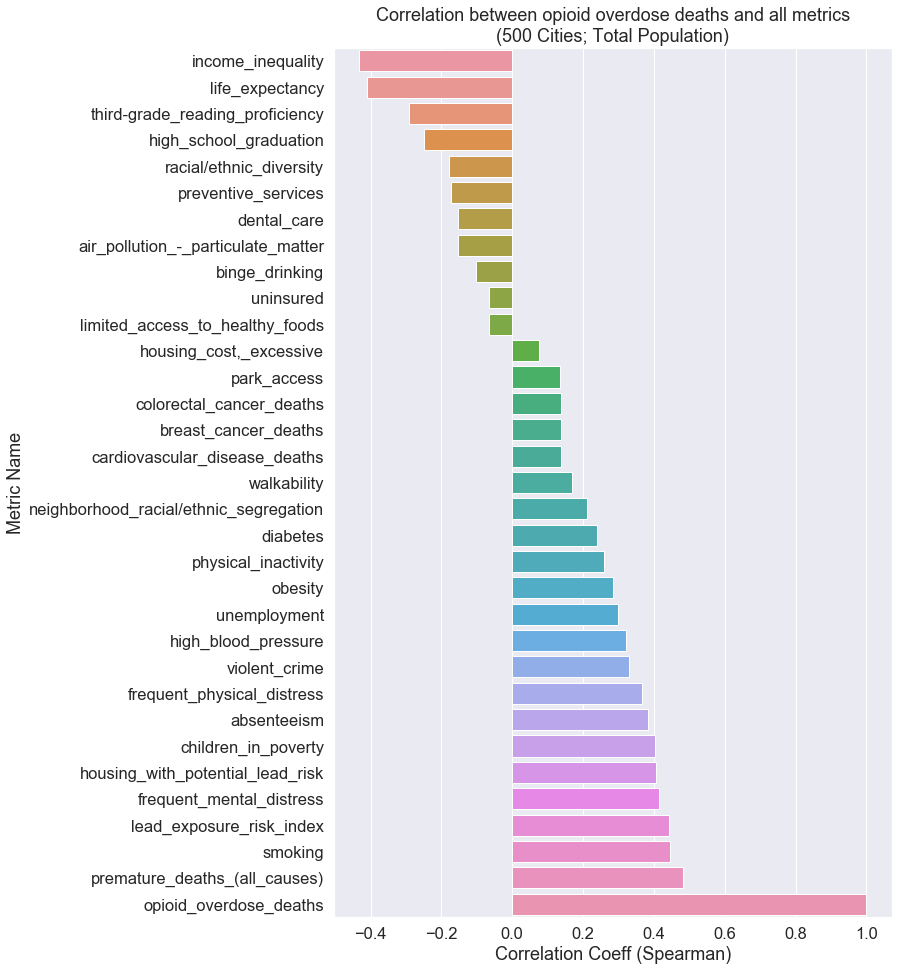 Correlation between opioid overdose deaths and all metrics
(500 Cities; Total Population)
income_inequality
life_expectancy
third-grade_reading_proficiency
high_school_graduation
racial/ethnic_diversity
preventive_services
dental_care
air_pollution_-_particulate_matter
binge_drinking
uninsured
limited_access_to_healthy_foods
housing_cost,_excessive
park_access
colorectal_cancer_deaths
breast_cancer_deaths
cardiovascular_disease_deaths
walkability
neighborhood_racial/ethnic_segregation
diabetes
physical_inactivity
obesity
unemployment
high_blood_pressure
violent_crime
frequent_physical_distress
absenteeism
children_in_poverty
housing_with_potential_lead_risk
frequent_mental_distress
lead_exposure_risk_index
smoking
premature_deaths_(all_causes)
opioid_overdose_deaths
Metric Name
−0.4 −0.2 0.0 0.2 0.4 0.6 0.8 1.0
Correlation Coeff (Spearman)